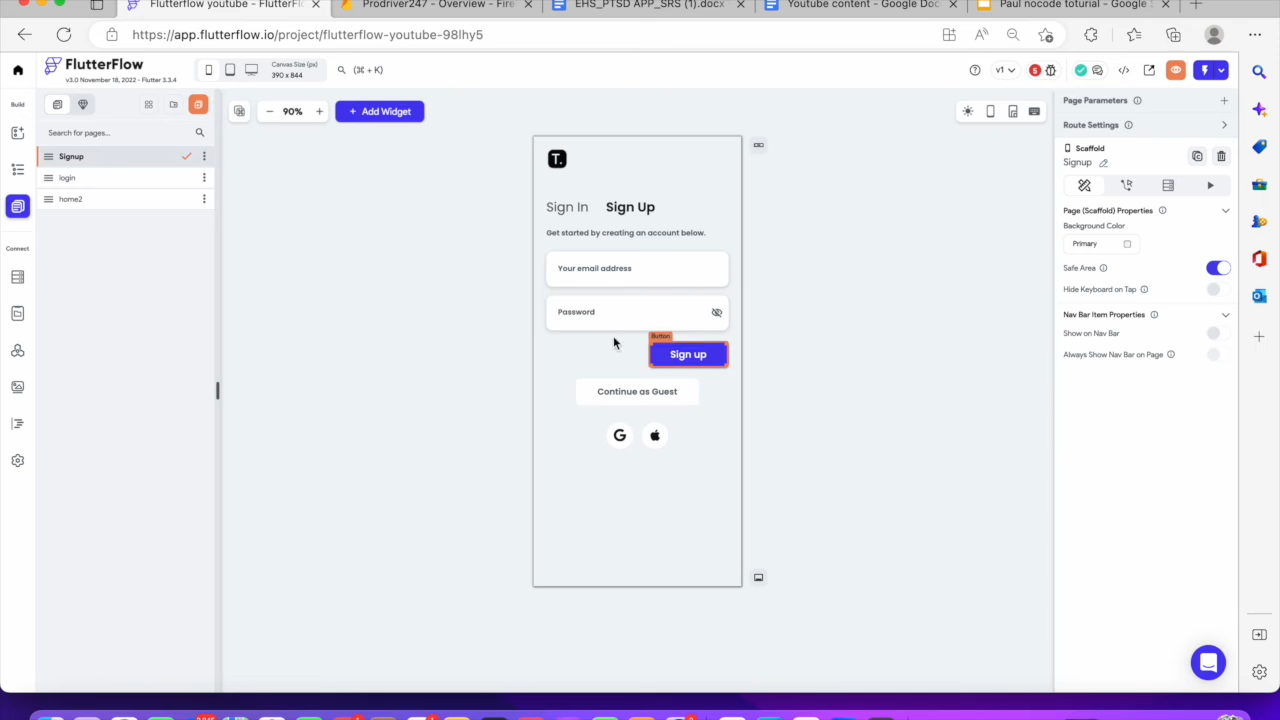 Flutterflow youtube - FlutterF
Prodriver247 - Overview - Fire
EHS_PTSD APP_SRS (1).docx
Youtube content - Google Doc
Paul nocode toturial - Google S
https://app.flutterflow.io/project/flutterflow-youtube-98lhy5
FlutterFlow
v3.0 November 18, 2022 - Flutter 3.3.4
Canvas Size (px)
390 x 844
(⌘ + K)
v1
5
Build
90%
+ Add Widget
Page Parameters
Search for pages...
Route Settings
Signup
login
home2
Scaffold
Signup
Page (Scaffold) Properties
Background Color
Primary
Safe Area
Hide Keyboard on Tap
Nav Bar Item Properties
Show on Nav Bar
Always Show Nav Bar on Page
Connect
T.
Sign In
Sign Up
Get started by creating an account below.
Your email address
Password
Button
Sign up
Continue as Guest
G